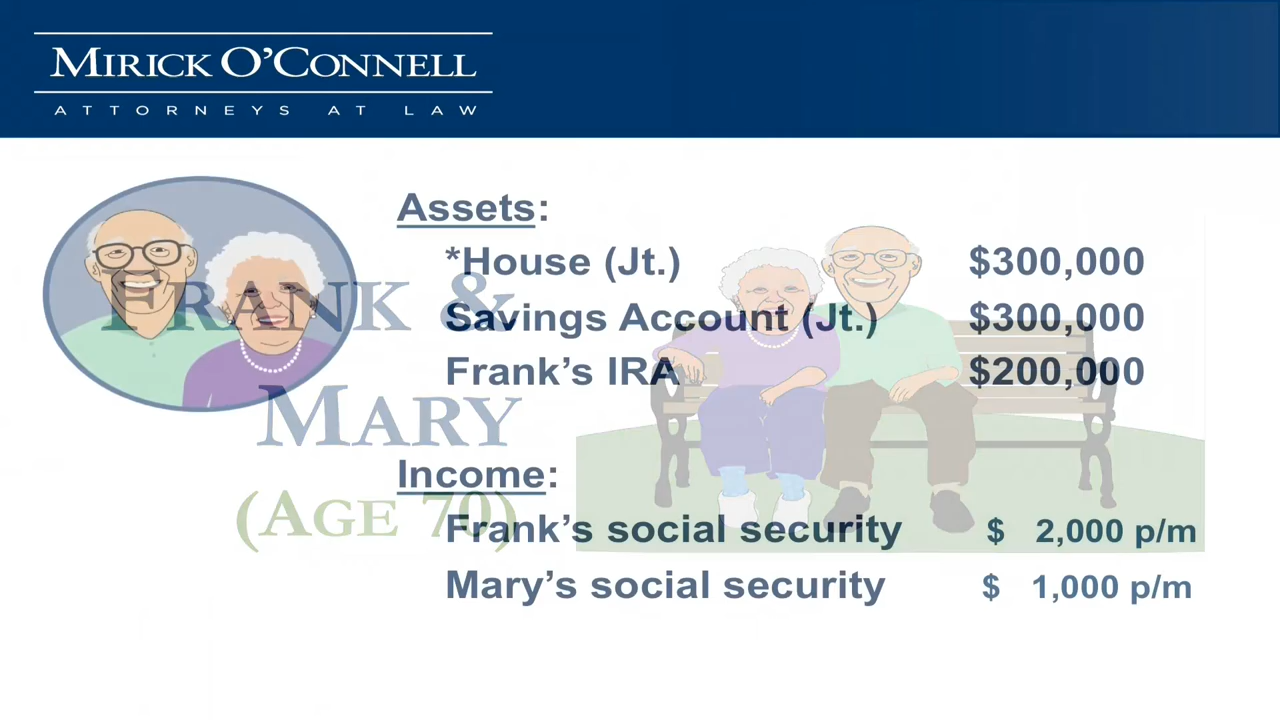 MIRICK O'CONNELL
ATTORNEYS AT LAW
Assets:
*House (Jt.) $300,000
Savings Account (Jt.) $300,000
Frank's IRA $200,000
Income:
Frank's social security $ 2,000 p/m
Mary's social security $ 1,000 p/m
FRANK &
MARY
(AGE 70)